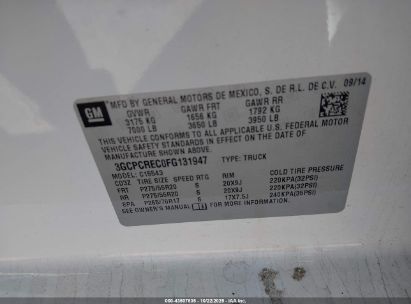 GM
MFD BY GENERAL MOTORS DE MEXICO, S. DE R.L. DE C.V. 09/14
GVWR GAWR FRT GAWR RR
3175 KG 1656 KG 1792 KG
7000 LB 3650 LB 3950 LB
THIS VEHICLE CONFORMS TO ALL APPLICABLE U.S. FEDERAL MOTOR
VEHICLE SAFETY STANDARDS IN EFFECT ON THE DATE OF
MANUFACTURE SHOWN ABOVE.
3GCPCREC0FG131947 TYPE: TRUCK
MODEL: C15543 COLD TIRE PRESSURE
TIRE SIZE SPEED RTG RIM
FRT P275/55R20 S 20X9J 220KPA(32PSI)
RR P275/55R20 S 20X9J 220KPA(32PSI)
SPA P265/70R17 S 17X7.5J 240KPA(35PSI)
SEE OWNER'S MANUAL
10/22/2025